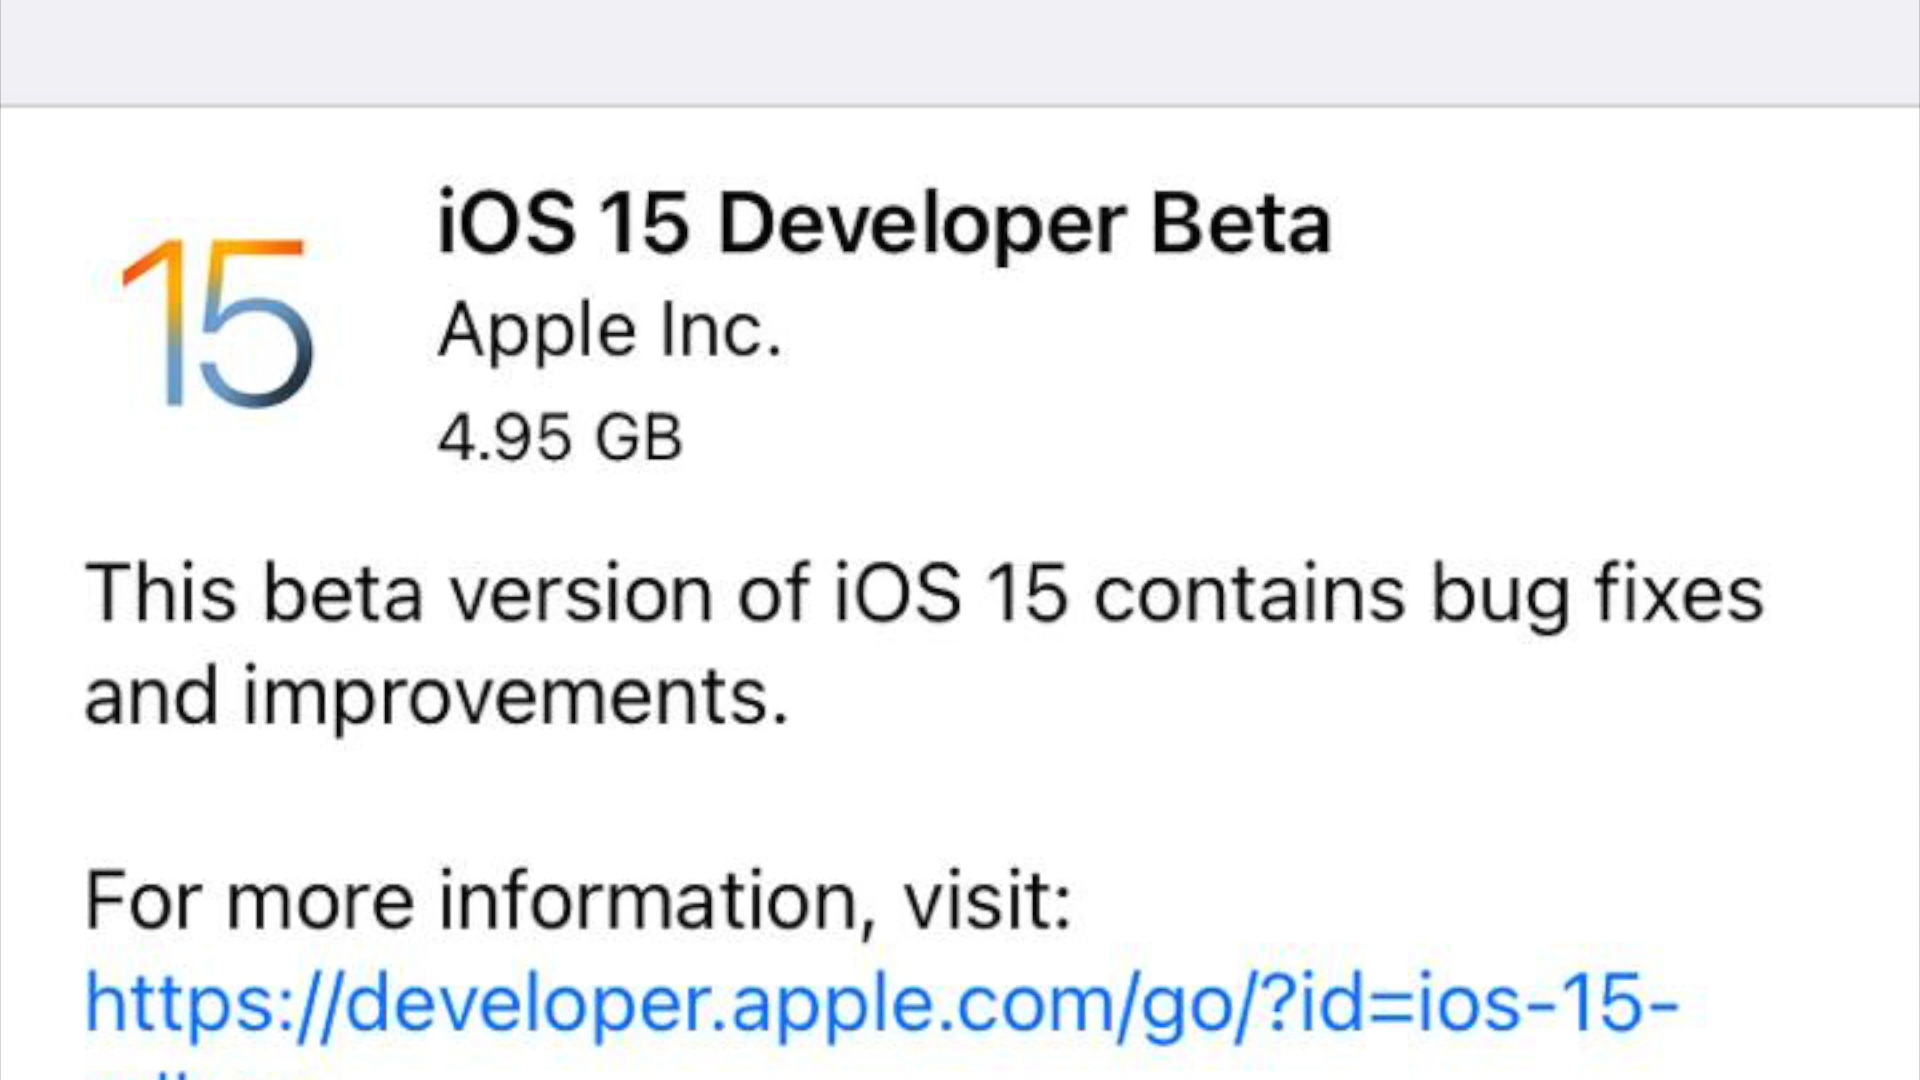 15
iOS 15 Developer Beta
Apple Inc.
4.95 GB
This beta version of iOS 15 contains bug fixes
and improvements.
For more information, visit:
https://developer.apple.com/go/?id=ios-15-